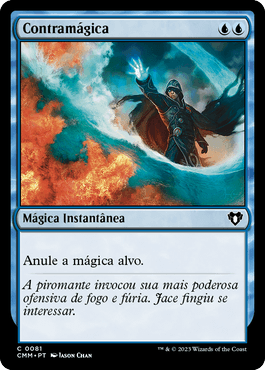 Contramágica
Mágica Instantânea
Anule a mágica alvo.
A piromante invocou sua mais poderosa
ofensiva de fogo e fúria. Jace fingiu se
interessar.
C 0081
CMM • PT JASON CHAN
™ & © 2023 Wizards of the Coast